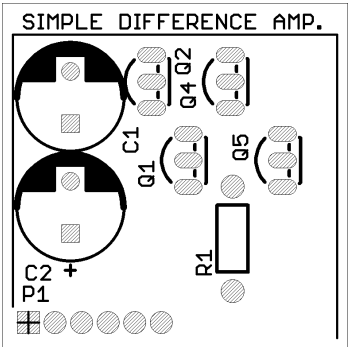 SIMPLE DIFFERENCE AMP.
Q2
Q4
C1
Q1
Q5
R1
C2 +
P1